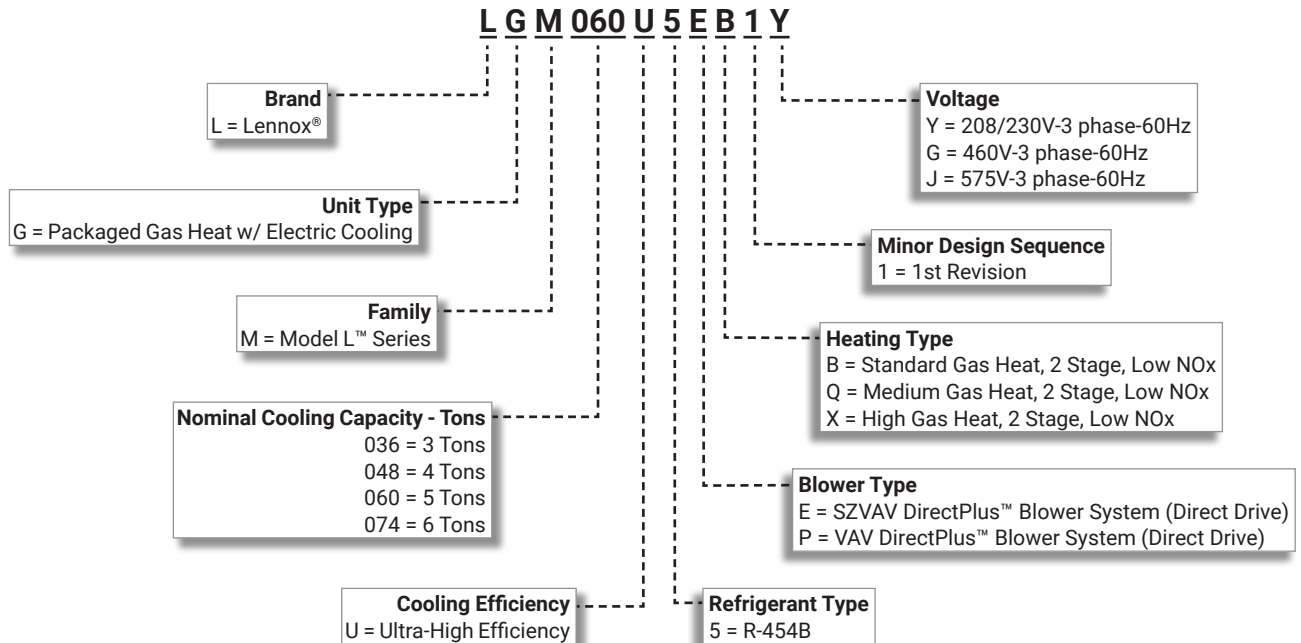 L G M 060 U 5 E B 1 Y
Brand
L = Lennox®
Unit Type
G = Packaged Gas Heat w/ Electric Cooling
Family
M = Model L™ Series
Nominal Cooling Capacity - Tons
036 = 3 Tons
048 = 4 Tons
060 = 5 Tons
074 = 6 Tons
Cooling Efficiency
U = Ultra-High Efficiency
Voltage
Y = 208/230V-3 phase-60Hz
G = 460V-3 phase-60Hz
J = 575V-3 phase-60Hz
Minor Design Sequence
1 = 1st Revision
Heating Type
B = Standard Gas Heat, 2 Stage, Low NOx
Q = Medium Gas Heat, 2 Stage, Low NOx
X = High Gas Heat, 2 Stage, Low NOx
Blower Type
E = SZVAV DirectPlus™ Blower System (Direct Drive)
P = VAV DirectPlus™ Blower System (Direct Drive)
Refrigerant Type
5 = R-454B